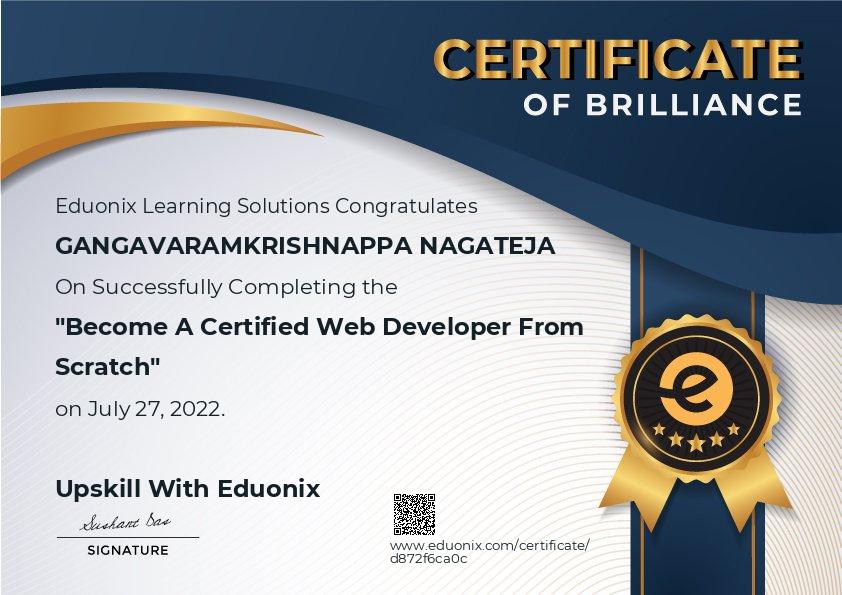 CERTIFICATE
OF BRILLIANCE
Eduonix Learning Solutions Congratulates
GANGAVARAMKRISHNAPPA NAGATEJA
On Successfully Completing the
"Become A Certified Web Developer From
Scratch"
on July 27, 2022.
Upskill With Eduonix
Sushant Das
SIGNATURE
www.eduonix.com/certificate/
d872f6ca0c
e